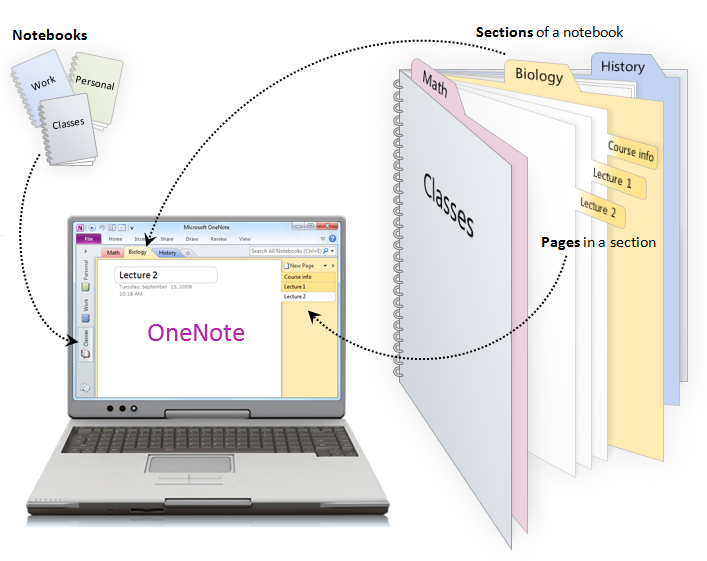 Notebooks
Work
Personal
Classes
Sections of a notebook
Math
Biology
History
Course info
Lecture 1
Lecture 2
Classes
Pages in a section
Microsoft OneNote
File
Home
Insert
Share
Draw
Review
View
Math
Biology
History
Search All Notebooks (Ctrl+E)
Personal
Work
Classes
Lecture 2
Tuesday, September 15, 2009
10:18 AM
OneNote
New Page
Course info
Lecture 1
Lecture 2